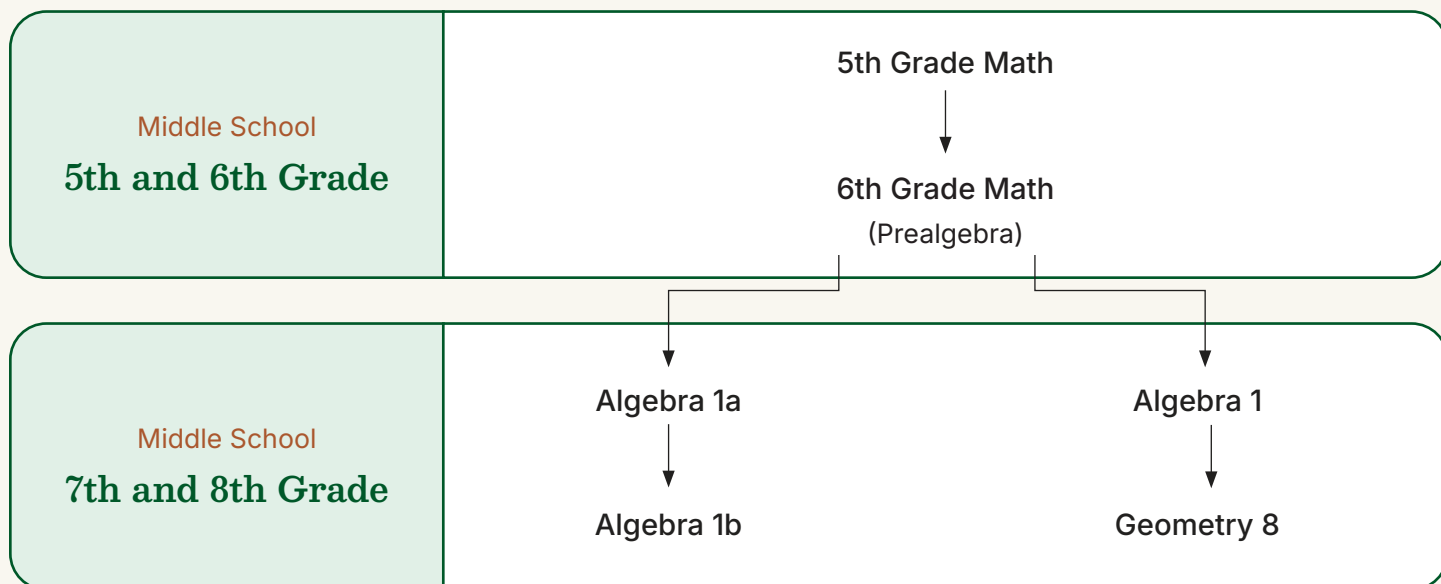 5th Grade Math
Middle School
5th and 6th Grade
6th Grade Math
(Prealgebra)
Algebra 1a
Algebra 1
Middle School
7th and 8th Grade
Algebra 1b
Geometry 8